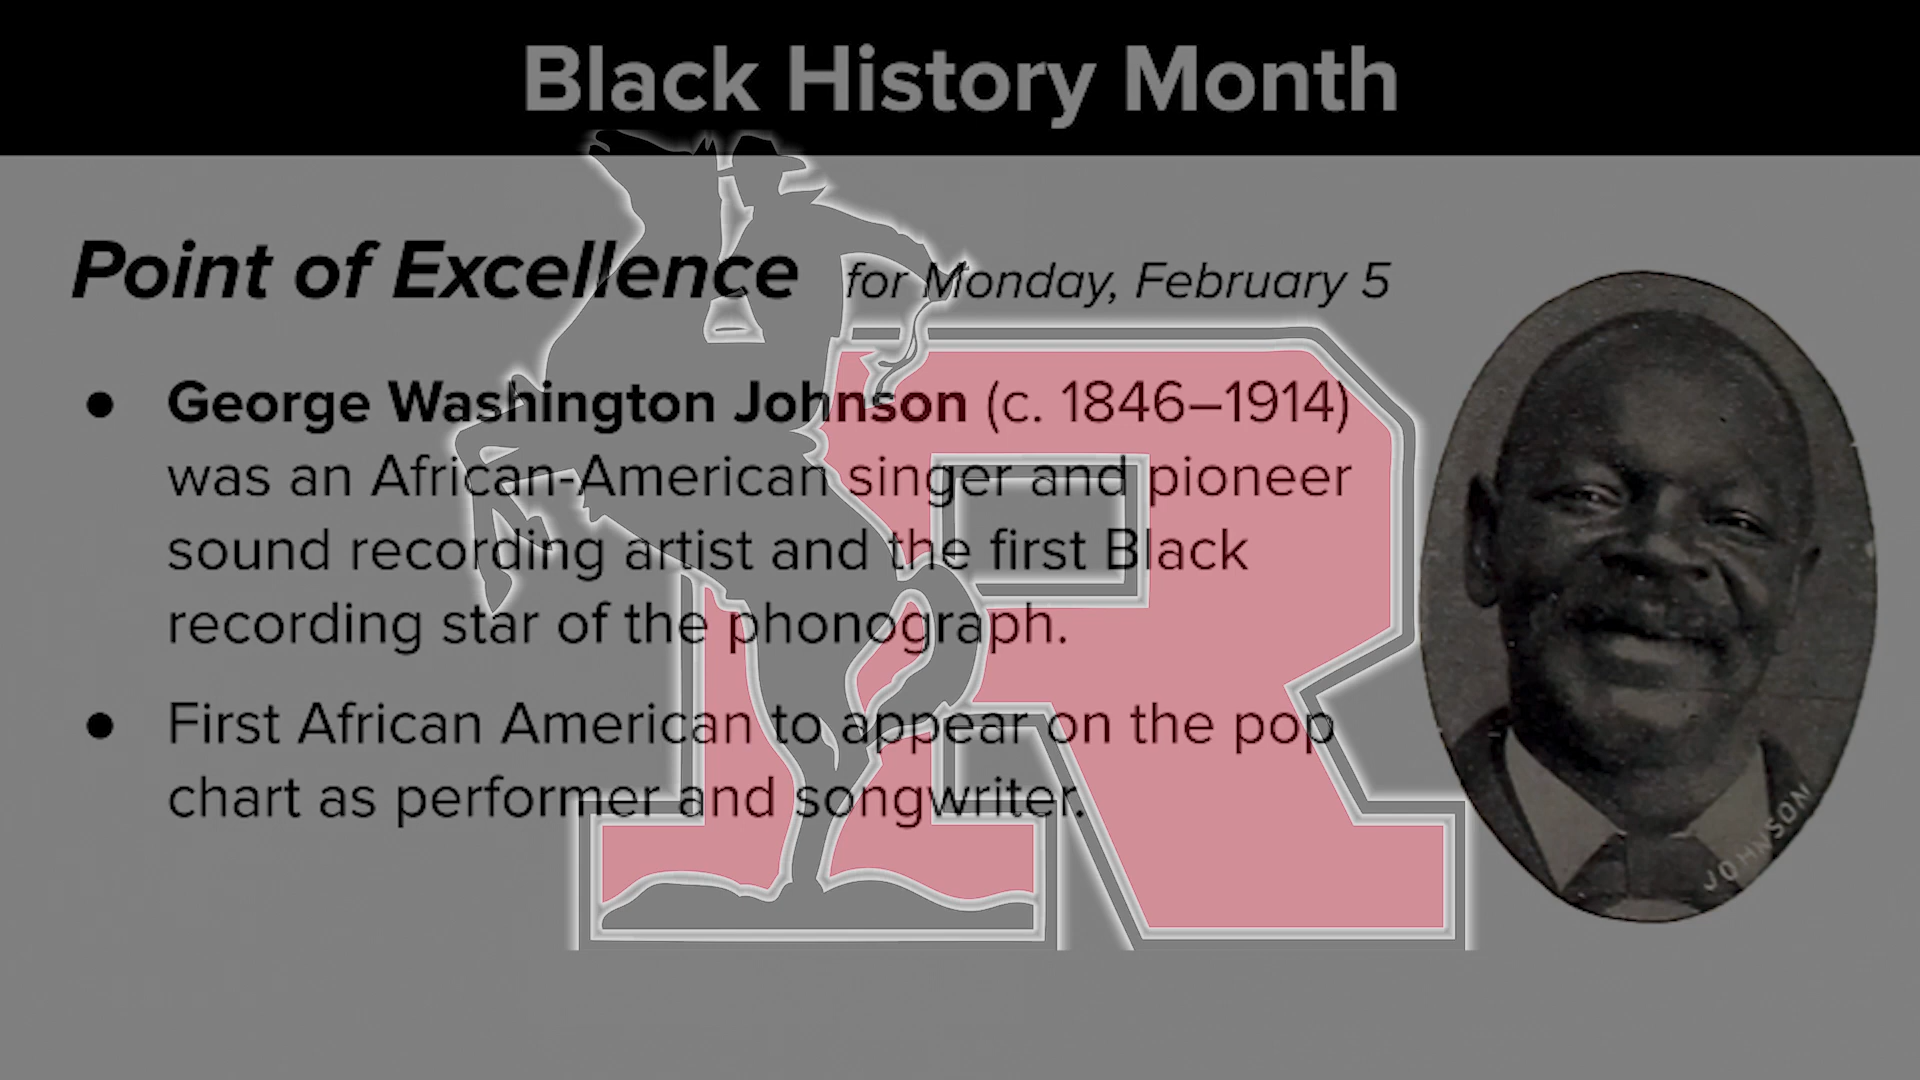 Black History Month
Point of Excellence for Monday, February 5
● George Washington Johnson (c. 1846–1914)
was an African-American singer and pioneer
sound recording artist and the first Black
recording star of the phonograph.
● First African American to appear on the pop
chart as performer and songwriter.
R
JOHNSON